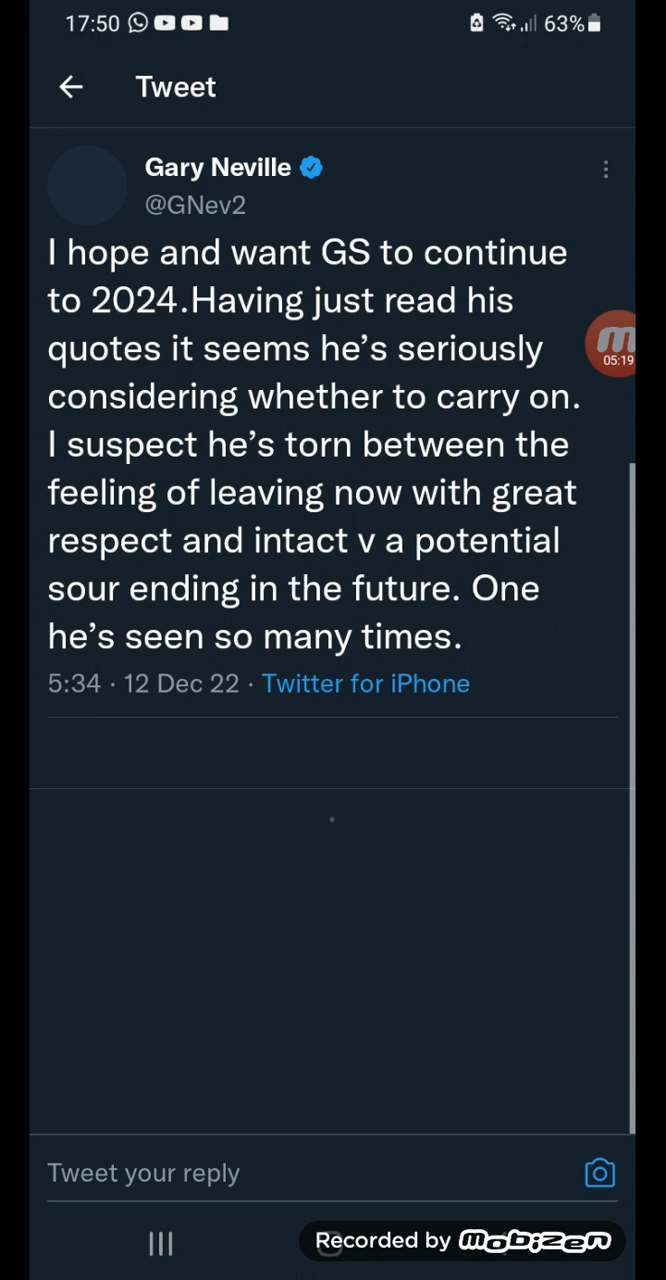 17:50 63%
Tweet
Gary Neville
@GNev2
I hope and want GS to continue
to 2024.Having just read his
quotes it seems he’s seriously
considering whether to carry on.
I suspect he’s torn between the
feeling of leaving now with great
respect and intact v a potential
sour ending in the future. One
he’s seen so many times.
5:34 · 12 Dec 22 · Twitter for iPhone
m
05:19
Tweet your reply
Recorded by mobizen